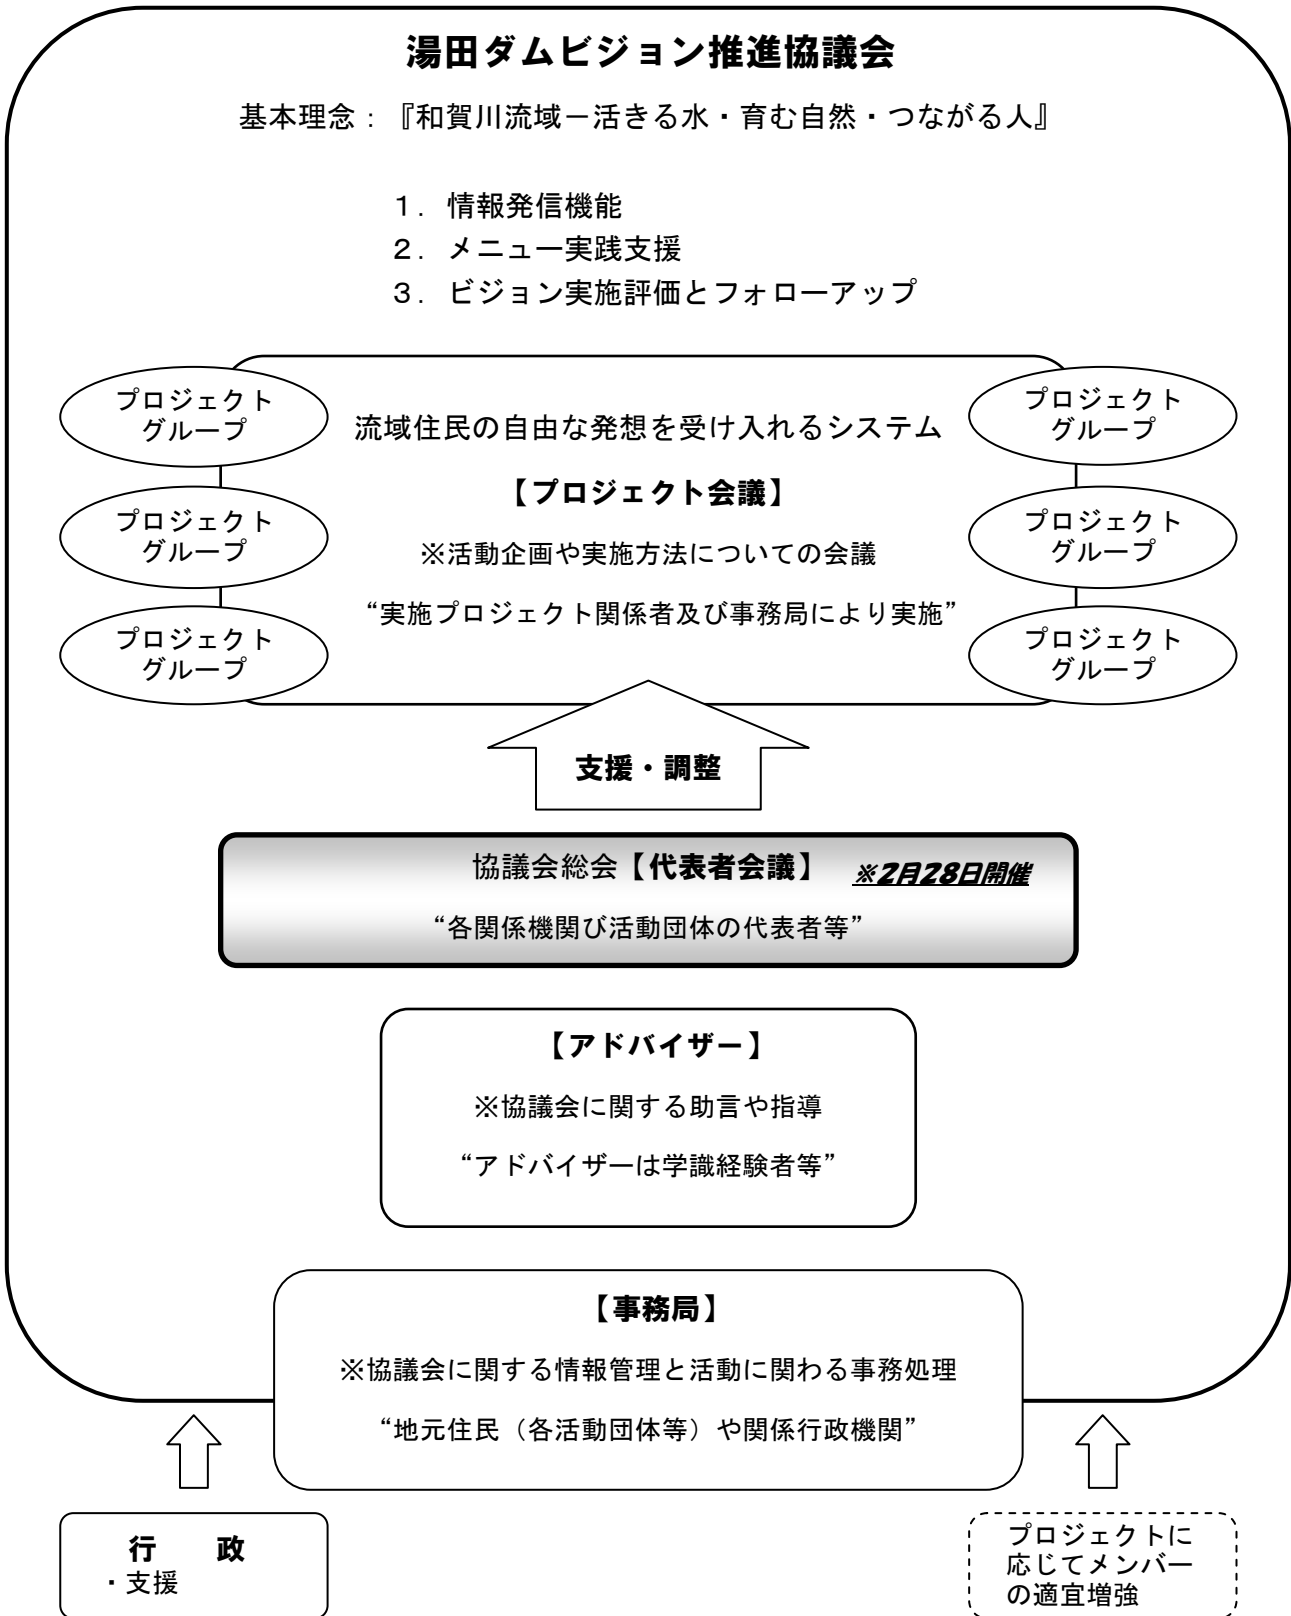 湯田ダムビジョン推進協議会
基本理念：『和賀川流域－活きる水・育む自然・つながる人』
１．情報発信機能
２．メニュー実践支援
３．ビジョン実施評価とフォローアップ
プロジェクト
グループ
プロジェクト
グループ
プロジェクト
グループ
流域住民の自由な発想を受け入れるシステム
【プロジェクト会議】
※活動企画や実施方法についての会議
“実施プロジェクト関係者及び事務局により実施”
プロジェクト
グループ
プロジェクト
グループ
プロジェクト
グループ
支援・調整
協議会総会【代表者会議】 ※2月28日開催
“各関係機関び活動団体の代表者等”
【アドバイザー】
※協議会に関する助言や指導
“アドバイザーは学識経験者等”
【事務局】
※協議会に関する情報管理と活動に関わる事務処理
“地元住民（各活動団体等）や関係行政機関”
行　政
・支援
プロジェクトに
応じてメンバー
の適宜増強